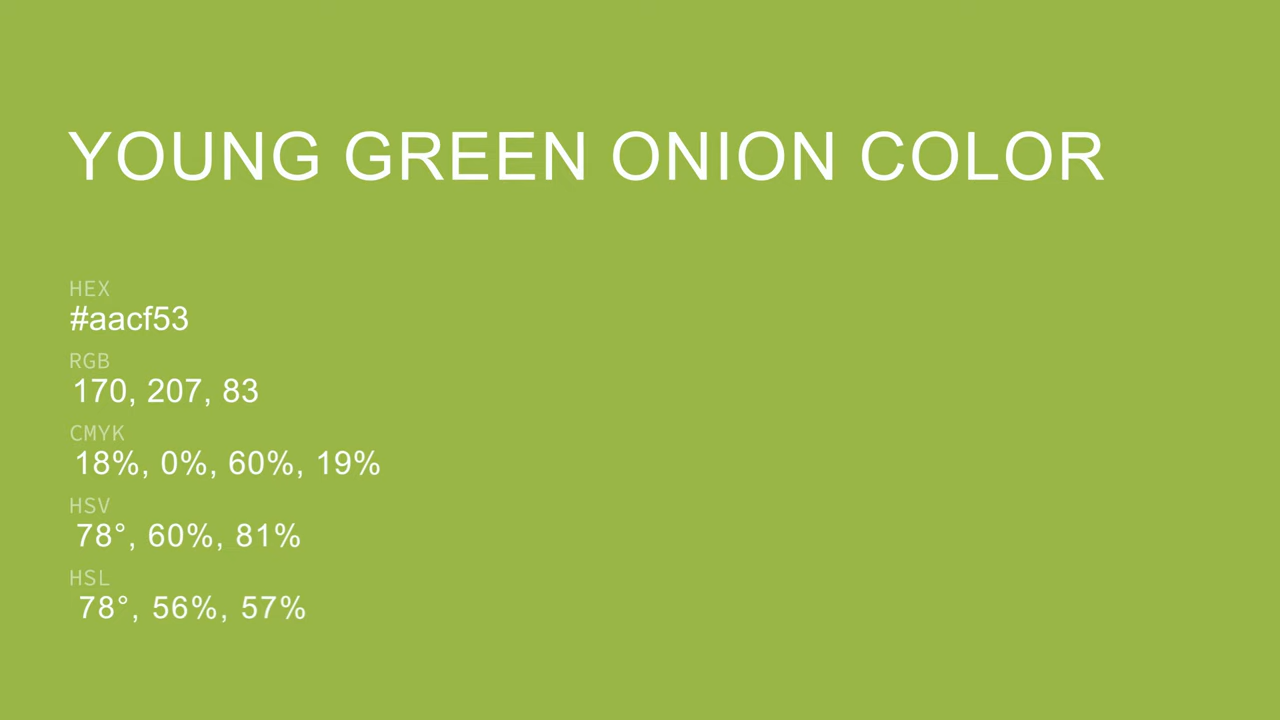 YOUNG GREEN ONION COLOR
HEX
#aacf53
RGB
170, 207, 83
CMYK
18%, 0%, 60%, 19%
HSV
78°, 60%, 81%
HSL
78°, 56%, 57%